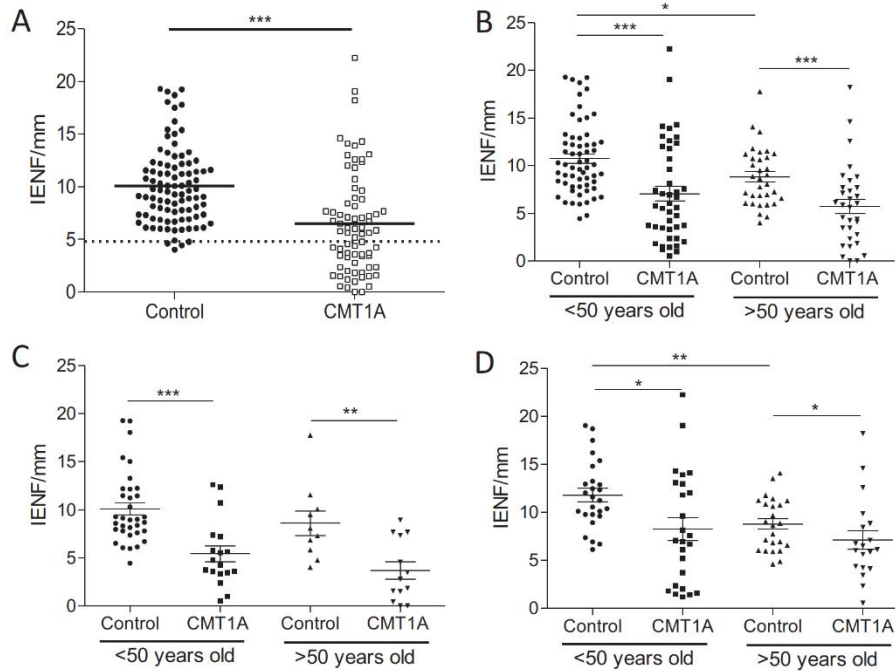 A
***
IENF/mm
25
20
15
10
5
0
Control
CMT1A
B
*
***
***
IENF/mm
25
20
15
10
5
0
Control
CMT1A
Control
CMT1A
<50 years old
>50 years old
C
***
**
IENF/mm
25
20
15
10
5
0
Control
CMT1A
Control
CMT1A
<50 years old
>50 years old
D
**
*
*
IENF/mm
25
20
15
10
5
0
Control
CMT1A
Control
CMT1A
<50 years old
>50 years old